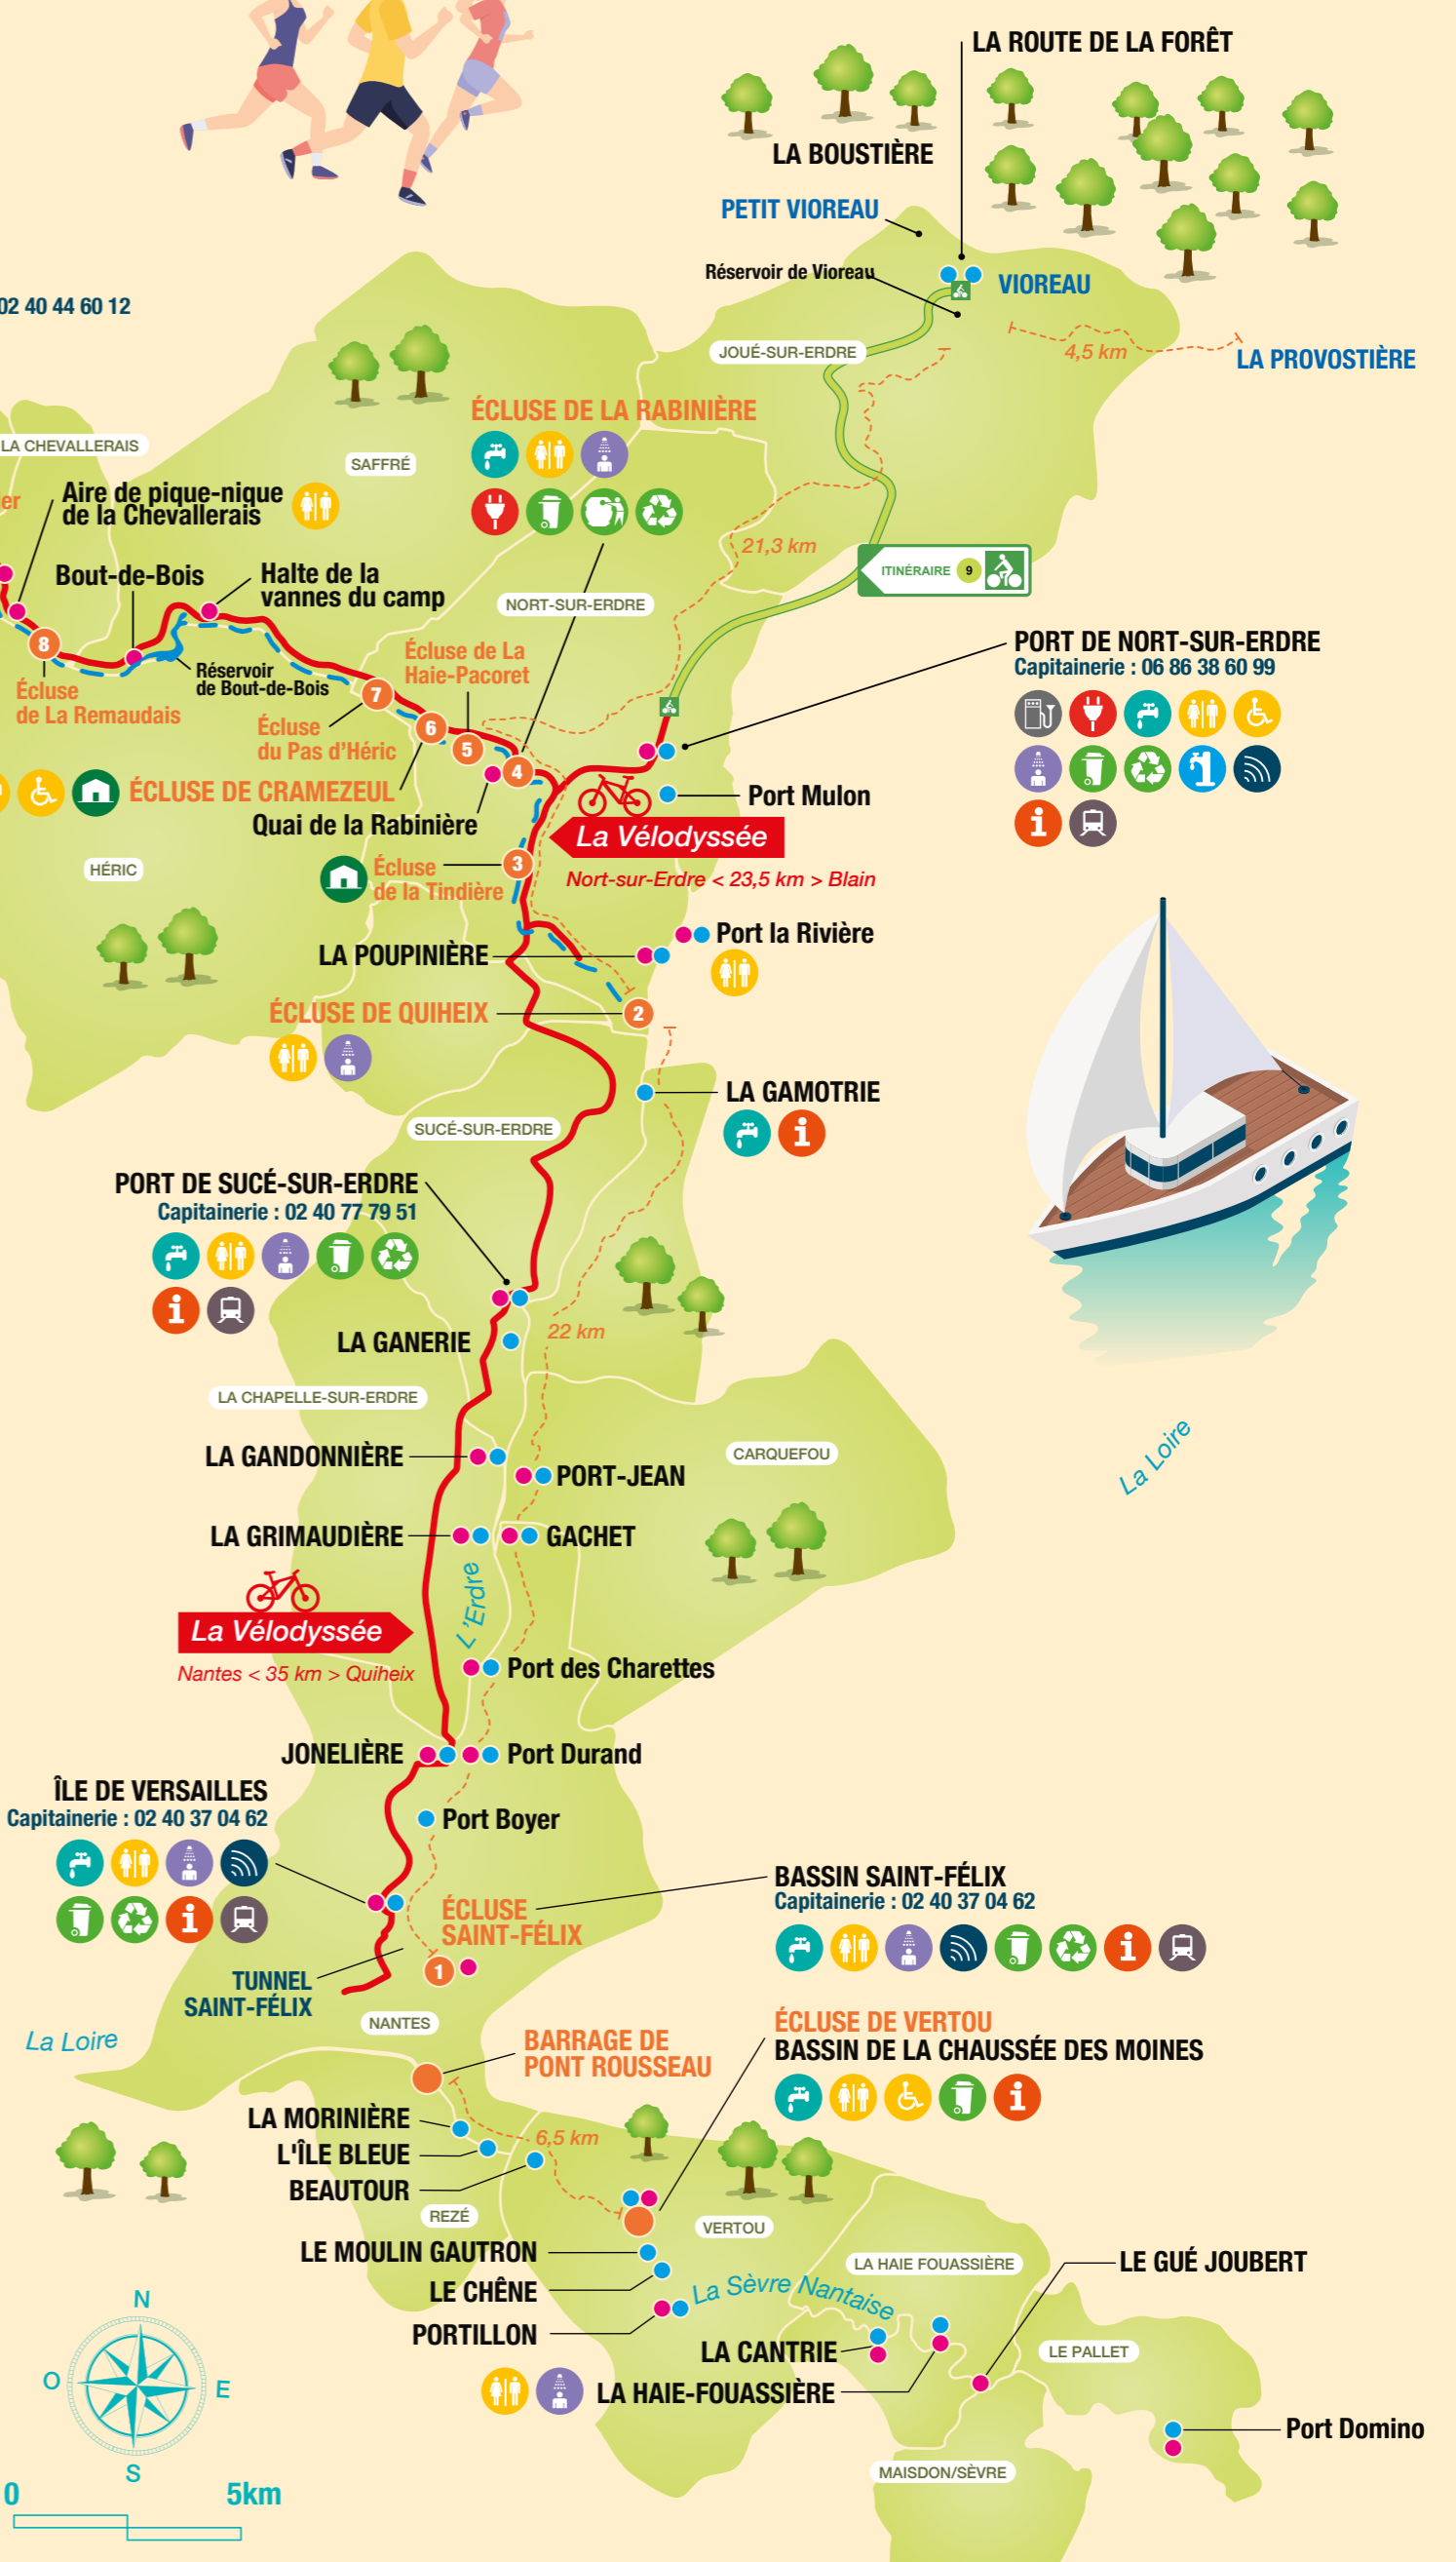 LA ROUTE DE LA FORÊT
LA BOUSTIÈRE
PETIT VIOREAU
Réservoir de Vioreau
VIOREAU
02 40 44 60 12
JOUÉ-SUR-ERDRE
4,5 km
LA PROVOSTIÈRE
ÉCLUSE DE LA RABINIÈRE
LA CHEVALLERAIS
SAFFRÉ
er
Aire de pique-nique
de la Chevallerais
21,3 km
ITINÉRAIRE 9
Bout-de-Bois
Halte de la
vannes du camp
NORT-SUR-ERDRE
8
Écluse
de La Remaudais
Réservoir
de Bout-de-Bois
Écluse de La
Haie-Pacoret
PORT DE NORT-SUR-ERDRE
Capitainerie : 06 86 38 60 99
7
Écluse
du Pas d'Héric
6
5
4
ÉCLUSE DE CRAMEZEUL
Quai de la Rabinière
Port Mulon
La Vélodyssée
Nort-sur-Erdre < 23,5 km > Blain
HÉRIC
Écluse
de la Tindière
3
Port la Rivière
LA POUPINIÈRE
ÉCLUSE DE QUIHEIX
2
LA GAMOTRIE
SUCÉ-SUR-ERDRE
PORT DE SUCÉ-SUR-ERDRE
Capitainerie : 02 40 77 79 51
LA GANERIE
22 km
LA CHAPELLE-SUR-ERDRE
LA GANDONNIÈRE
CARQUEFOU
La Loire
PORT-JEAN
LA GRIMAUDIÈRE
GACHET
L'Erdre
La Vélodyssée
Nantes < 35 km > Quiheix
Port des Charettes
JONELIÈRE
Port Durand
ÎLE DE VERSAILLES
Capitainerie : 02 40 37 04 62
Port Boyer
BASSIN SAINT-FÉLIX
Capitainerie : 02 40 37 04 62
ÉCLUSE
SAINT-FÉLIX
1
TUNNEL
SAINT-FÉLIX
NANTES
La Loire
BARRAGE DE
PONT ROUSSEAU
ÉCLUSE DE VERTOU
BASSIN DE LA CHAUSSÉE DES MOINES
LA MORINIÈRE
6,5 km
L'ÎLE BLEUE
BEAUTOUR
REZÉ
VERTOU
LE MOULIN GAUTRON
LA HAIE FOUASSIÈRE
LE GUÉ JOUBERT
LE CHÊNE
La Sèvre Nantaise
PORTILLON
LA CANTRIE
LE PALLET
LA HAIE-FOUASSIÈRE
Port Domino
MAISDON/SÈVRE
N
O
E
S
0
5km